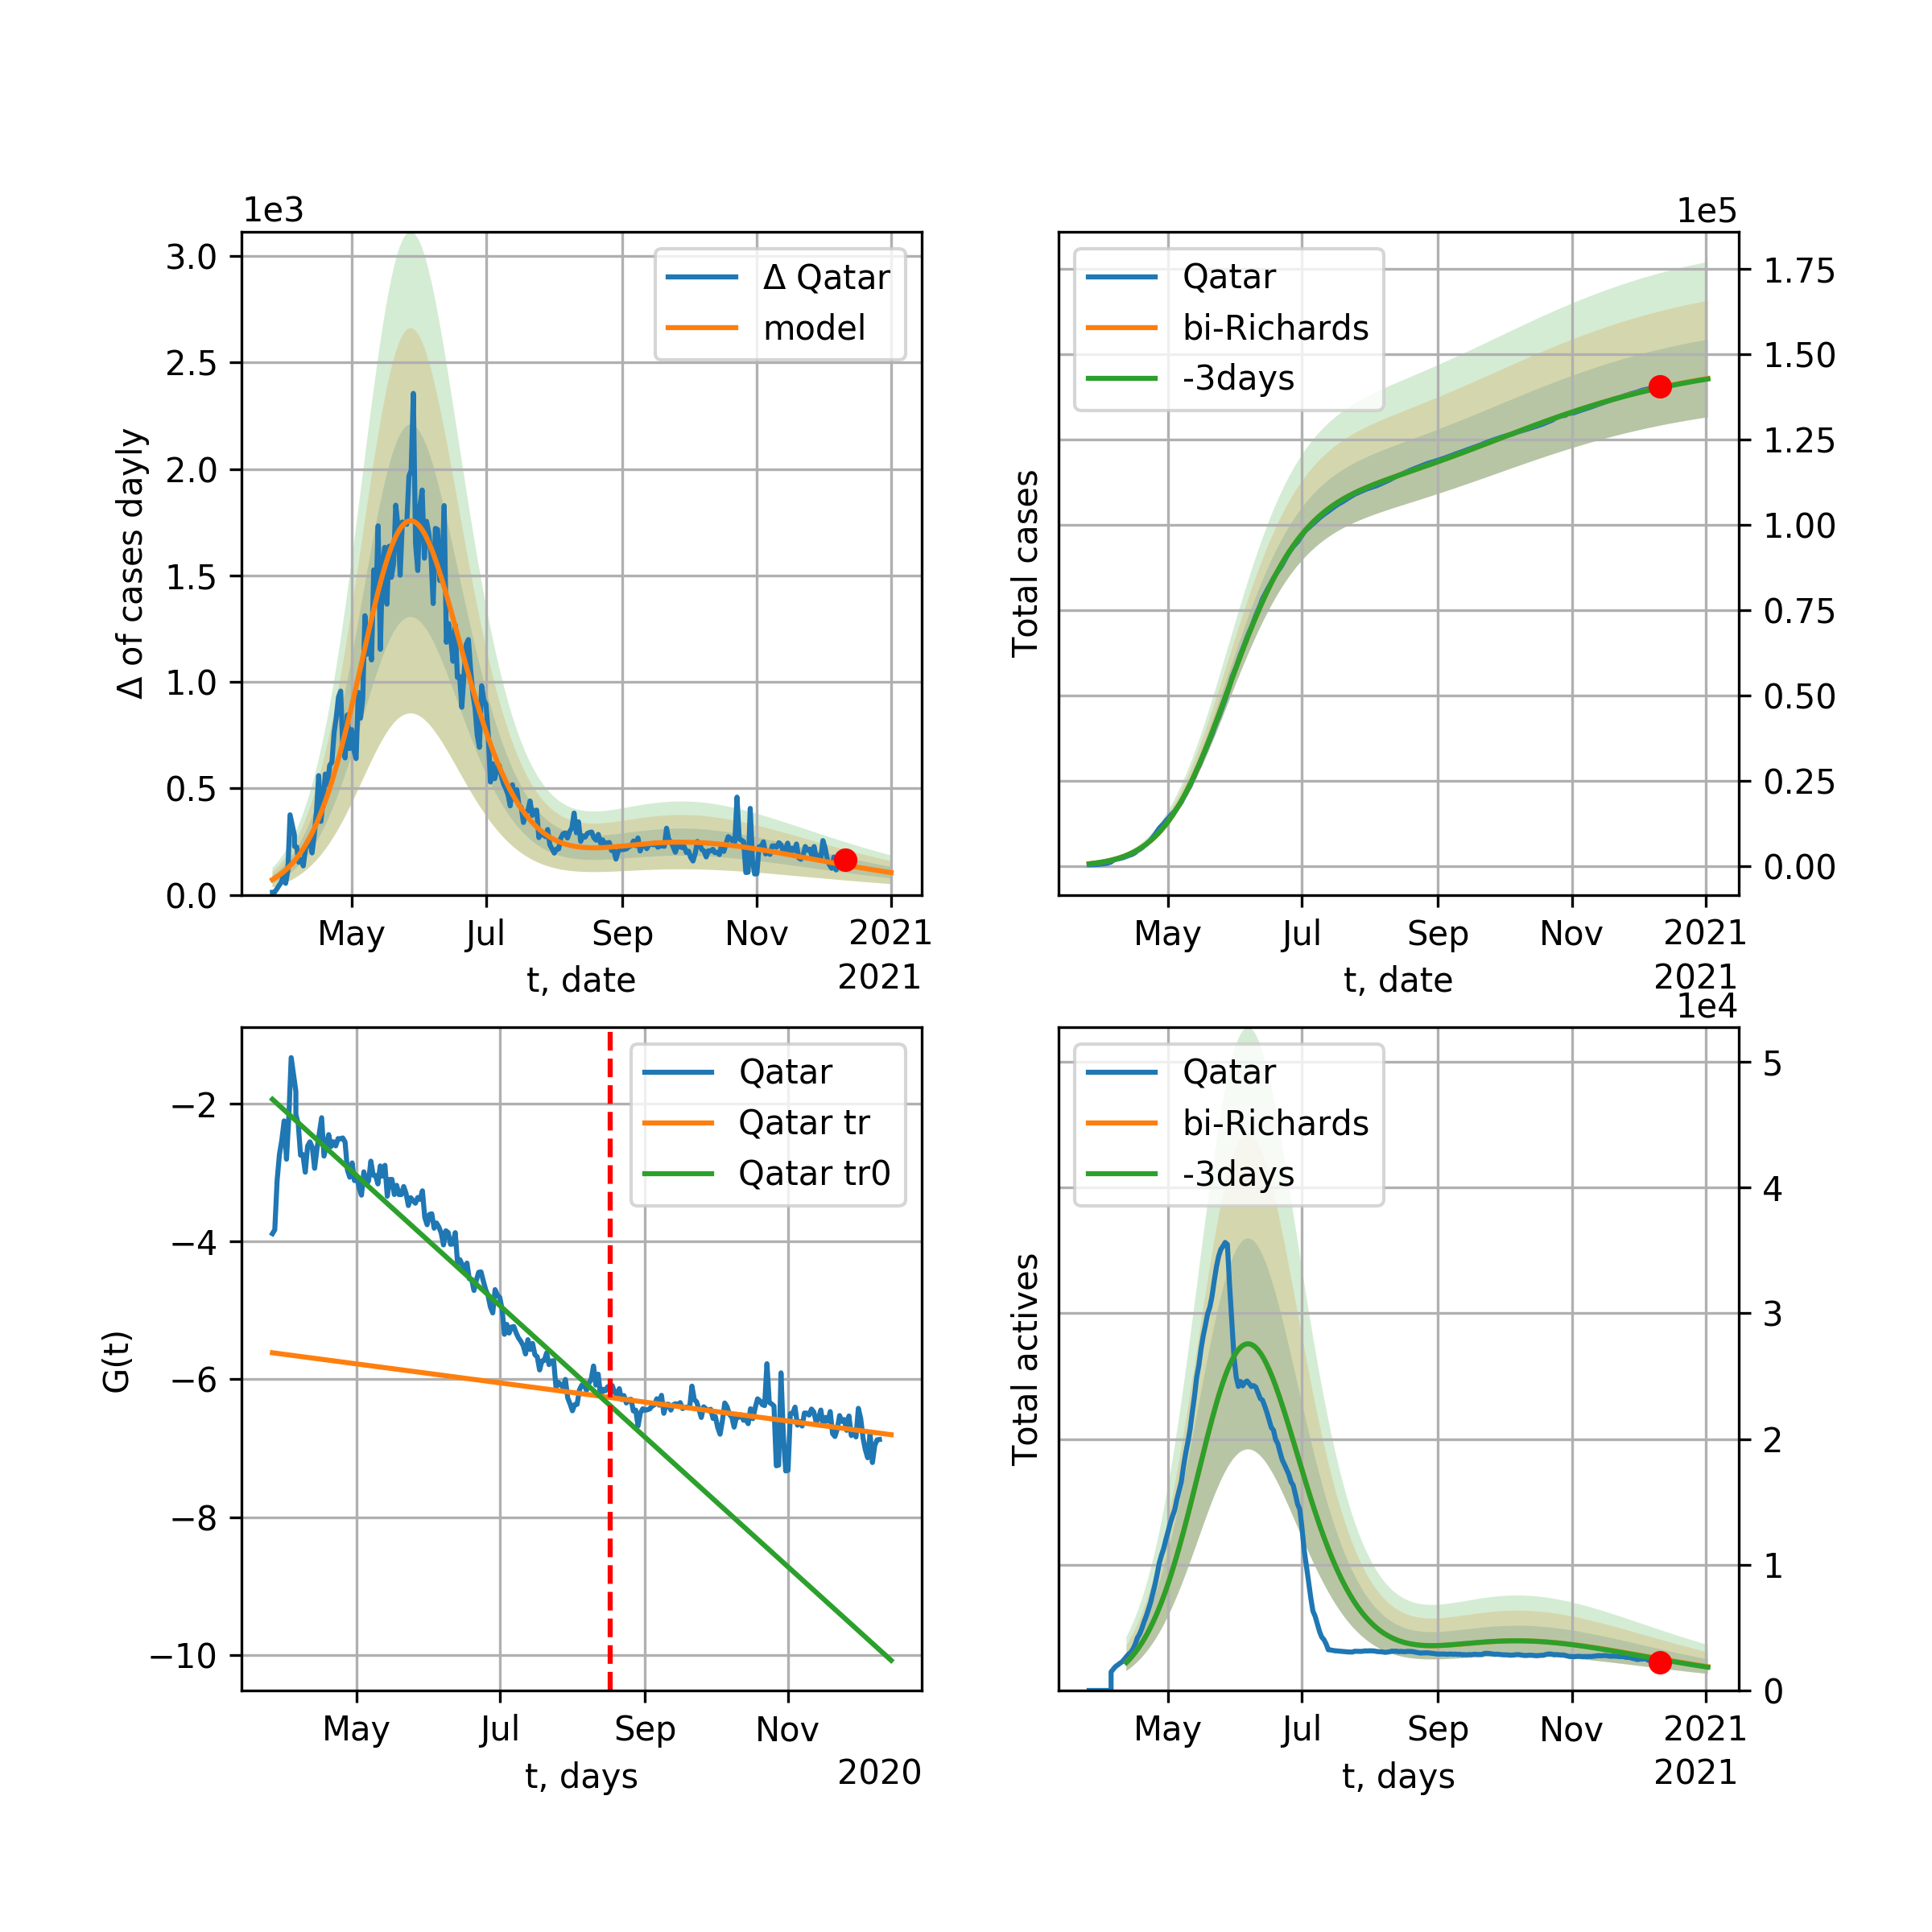 1e3
3.0
2.5
2.0
1.5
1.0
0.5
0.0
Δ of cases dayly
Δ Qatar
model
May Jul Sep Nov 2021
t, date
2021
1e5
1.75
1.50
1.25
1.00
0.75
0.50
0.25
0.00
Total cases
Qatar
bi-Richards
-3days
May Jul Sep Nov 2021
t, date
2021
−2
−4
−6
−8
−10
G(t)
Qatar
Qatar tr
Qatar tr0
May Jul Sep Nov
t, days
2020
1e4
5
4
3
2
1
0
Total actives
Qatar
bi-Richards
-3days
May Jul Sep Nov 2021
t, days
2021